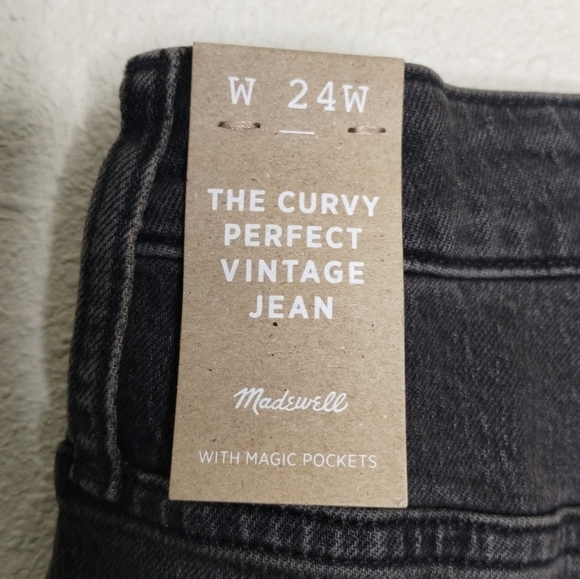 W 24W
THE CURVY
PERFECT
VINTAGE
JEAN
Madewell
WITH MAGIC POCKETS